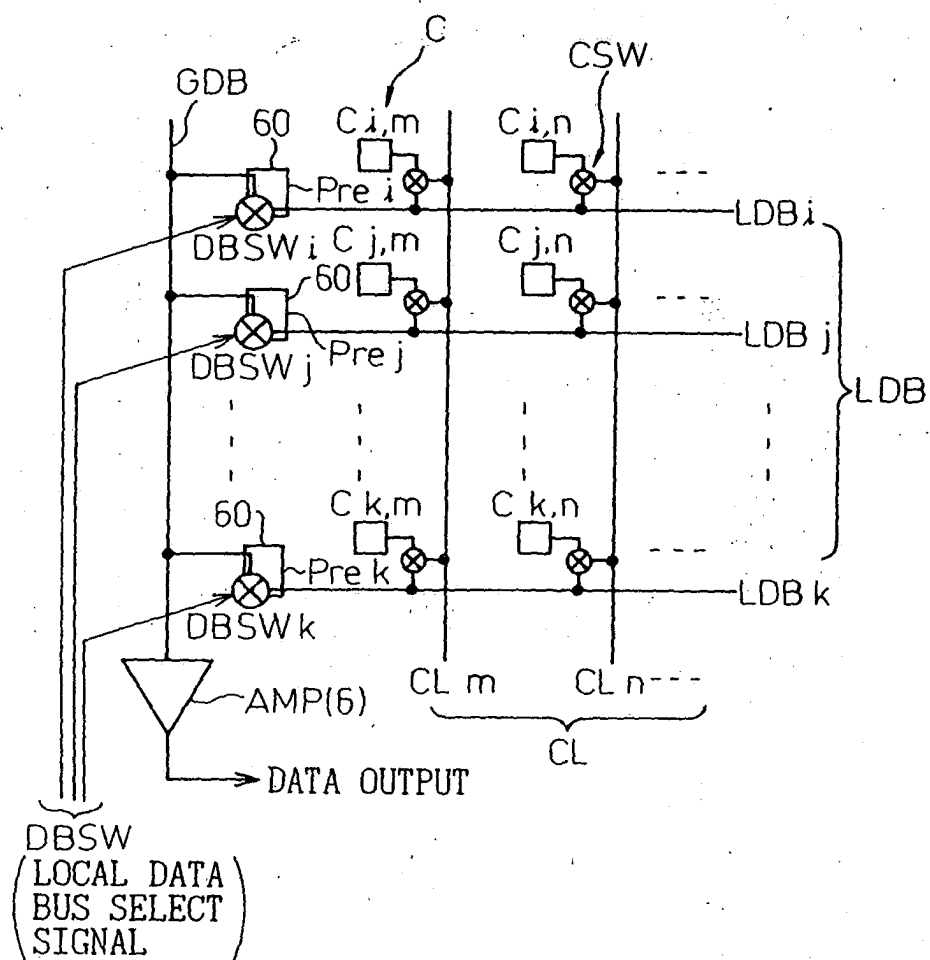 C
CSW
GDB
60
C i,m
C i,n
Pre i
- - -
LDB i
DBSW i
C j,m
C j,n
60
- - -
LDB j
Pre j
DBSW j
LDB
60
C k,m
C k,n
Pre k
- - -
LDB k
DBSW k
CL m
CL n - - -
AMP(6)
CL
DATA OUTPUT
DBSW
(LOCAL DATA
BUS SELECT
SIGNAL)